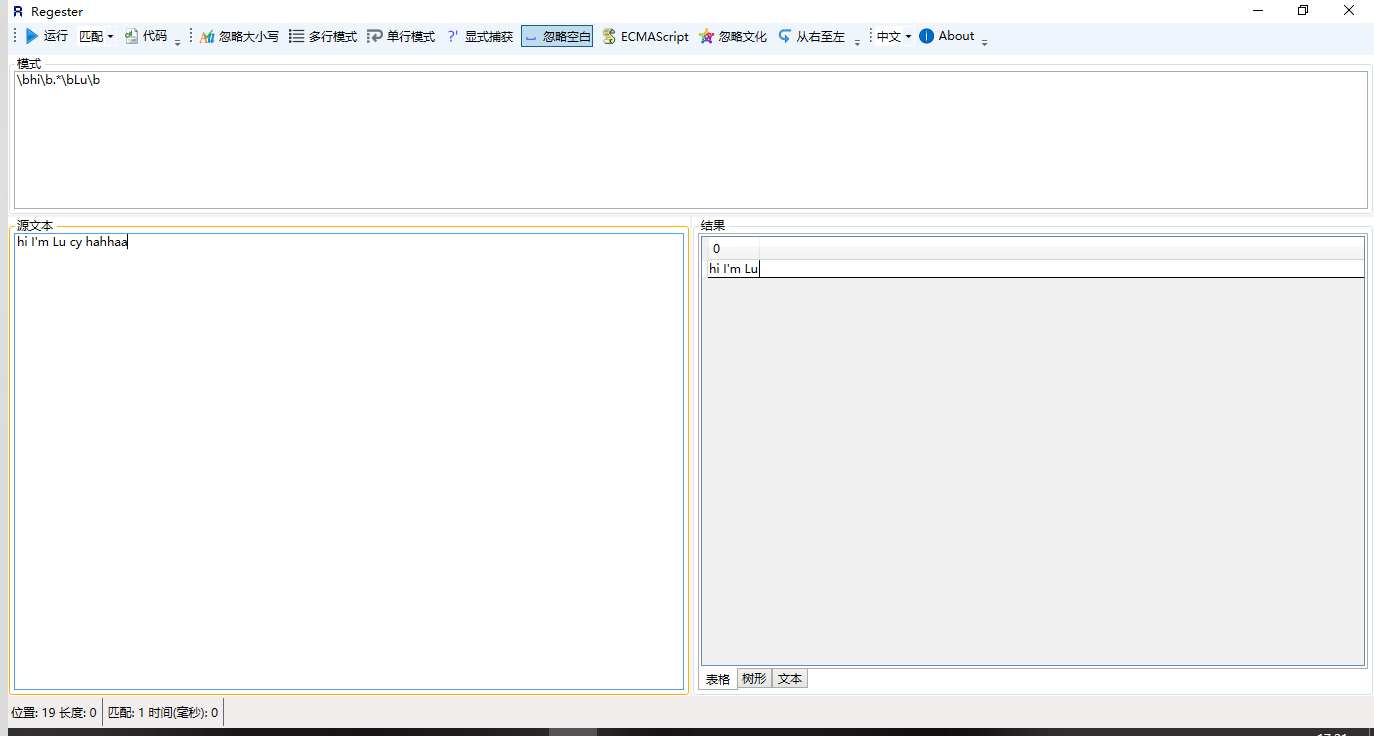 Regester
运行 匹配 代码 忽略大小写 多行模式 单行模式 ?' 显式捕获 忽略空白 ECMAScript 忽略文化 从右至左 中文 About
模式
\bhi\b.*\bLu\b
源文本
hi I'm Lu cy hahhaa
结果
0
hi I'm Lu
表格 树形 文本
位置: 19 长度: 0 匹配: 1 时间(毫秒): 0